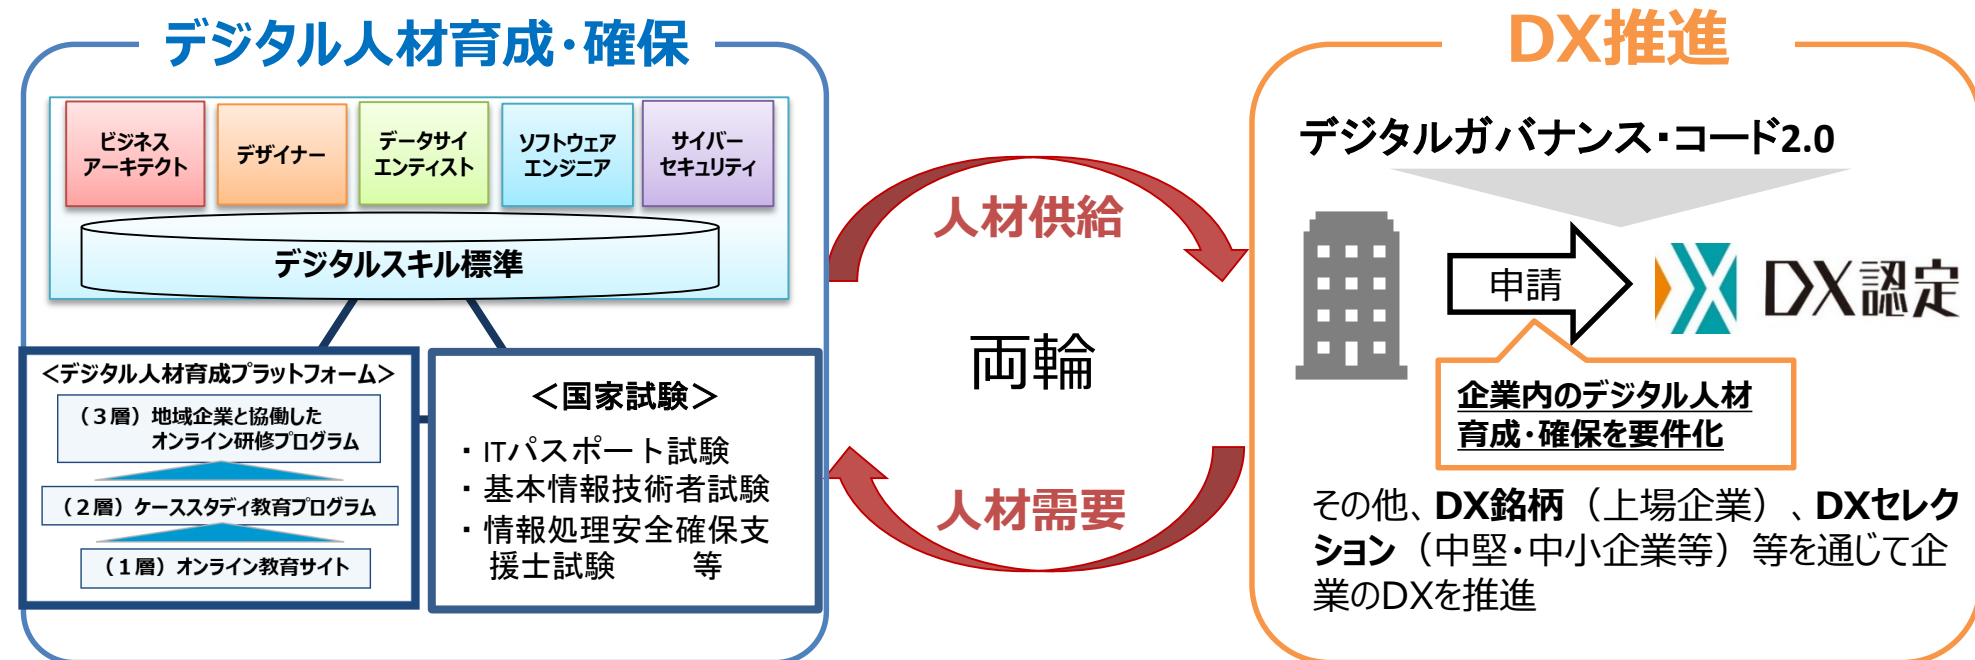 デジタル人材育成・確保
ビジネス
アーキテクト
デザイナー
データサイ
エンティスト
ソフトウェア
エンジニア
サイバー
セキュリティ
デジタルスキル標準
＜デジタル人材育成プラットフォーム＞
（３層）地域企業と協働した
オンライン研修プログラム
（２層）ケーススタディ教育プログラム
（１層）オンライン教育サイト
＜国家試験＞
・ITパスポート試験
・基本情報技術者試験
・情報処理安全確保支
援士試験　　等
人材供給
両輪
人材需要
DX推進
デジタルガバナンス・コード2.0
申請
DX認定
企業内のデジタル人材
育成・確保を要件化
その他、DX銘柄（上場企業）、DXセレク
ション（中堅・中小企業等）等を通じて企
業のDXを推進